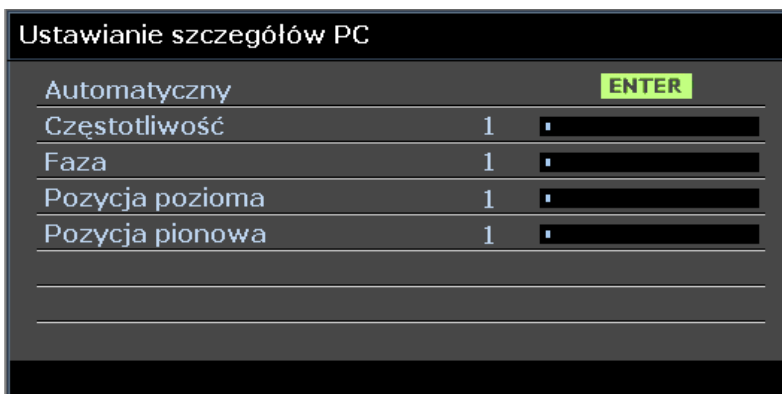 Ustawianie szczegółów PC
Automatyczny ENTER
Częstotliwość 1
Faza 1
Pozycja pozioma 1
Pozycja pionowa 1